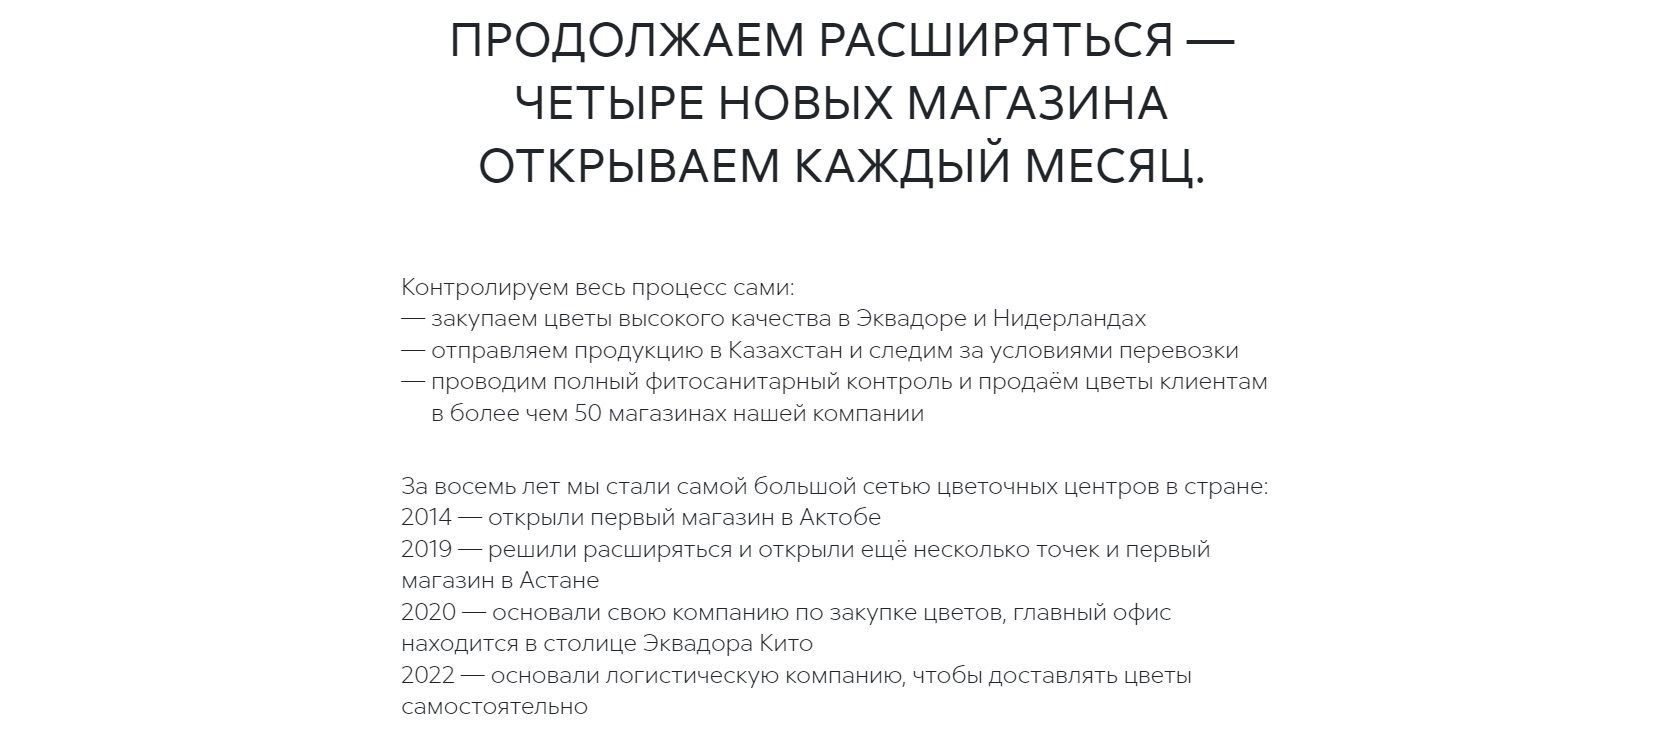 ПРОДОЛЖАЕМ РАСШИРЯТЬСЯ —
ЧЕТЫРЕ НОВЫХ МАГАЗИНА
ОТКРЫВАЕМ КАЖДЫЙ МЕСЯЦ.
Контролируем весь процесс сами:
— закупаем цветы высокого качества в Эквадоре и Нидерландах
— отправляем продукцию в Казахстан и следим за условиями перевозки
— проводим полный фитосанитарный контроль и продаём цветы клиентам
в более чем 50 магазинах нашей компании
За восемь лет мы стали самой большой сетью цветочных центров в стране:
2014 — открыли первый магазин в Актобе
2019 — решили расширяться и открыли ещё несколько точек и первый
магазин в Астане
2020 — основали свою компанию по закупке цветов, главный офис
находится в столице Эквадора Кито
2022 — основали логистическую компанию, чтобы доставлять цветы
самостоятельно